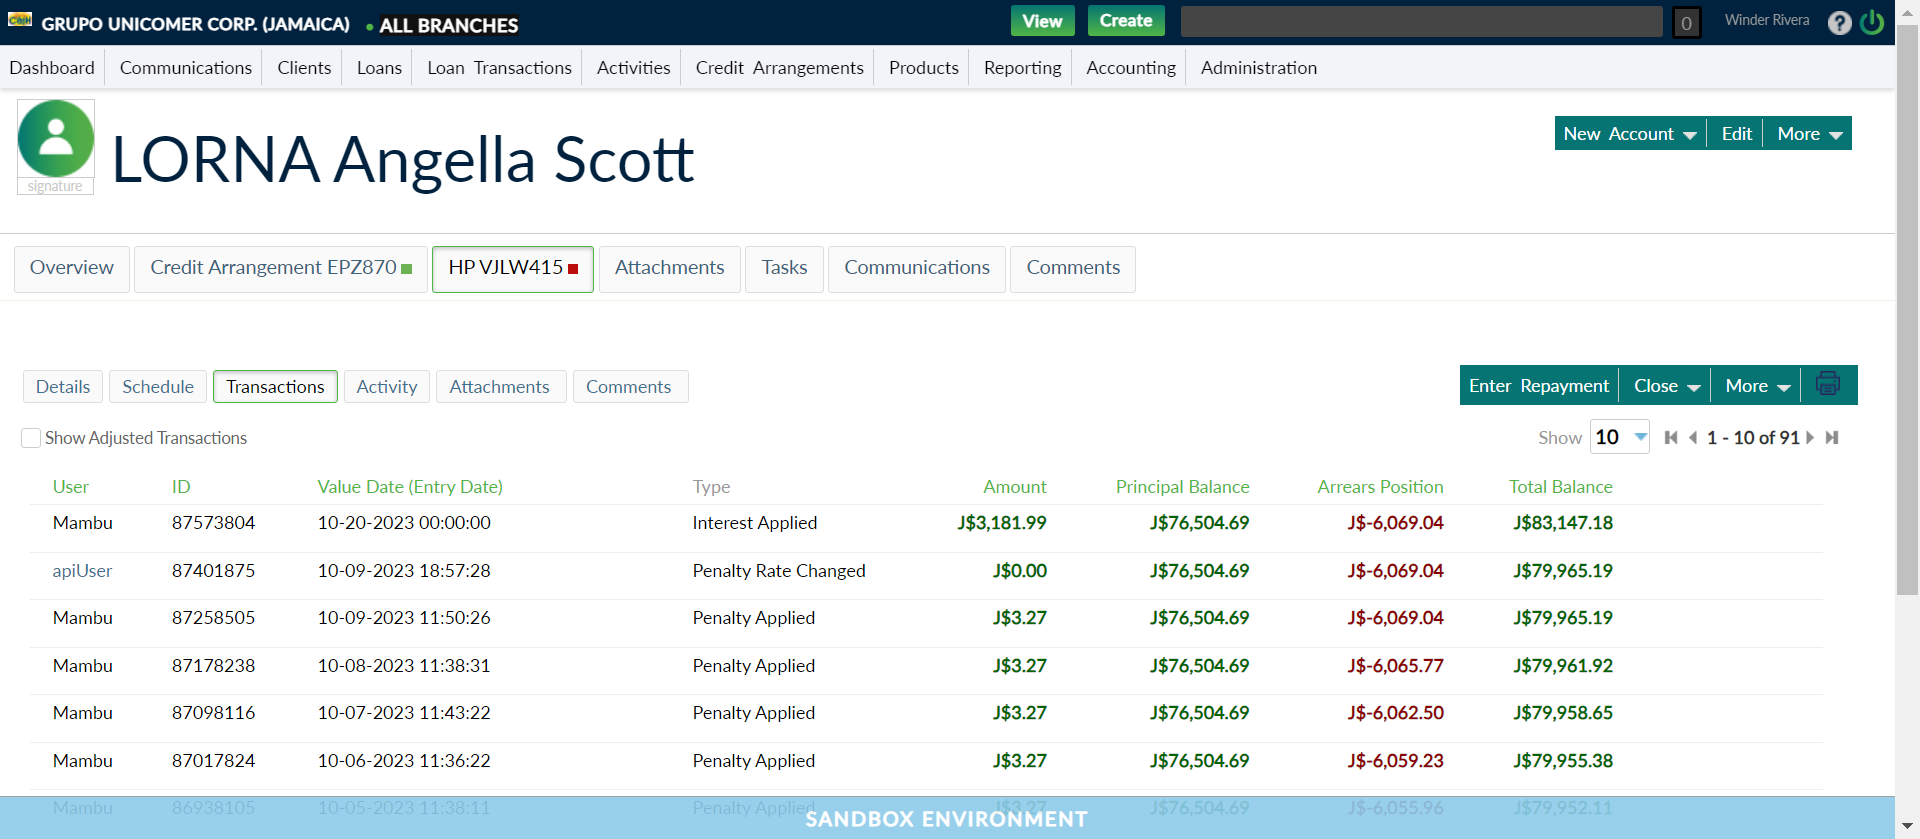 GRUPO UNICOMER CORP. (JAMAICA) • ALL BRANCHES View Create 0 Winder Rivera ?
Dashboard Communications Clients Loans Loan Transactions Activities Credit Arrangements Products Reporting Accounting Administration
LORNA Angella Scott
signature
New Account Edit More
Overview Credit Arrangement EPZ870 HP VJLW415 Attachments Tasks Communications Comments
Details Schedule Transactions Activity Attachments Comments
Enter Repayment Close More
Show Adjusted Transactions
Show 10 1 - 10 of 91
User ID Value Date (Entry Date) Type Amount Principal Balance Arrears Position Total Balance
Mambu 87573804 10-20-2023 00:00:00 Interest Applied J$3,181.99 J$76,504.69 J$-6,069.04 J$83,147.18
apiUser 87401875 10-09-2023 18:57:28 Penalty Rate Changed J$0.00 J$76,504.69 J$-6,069.04 J$79,965.19
Mambu 87258505 10-09-2023 11:50:26 Penalty Applied J$3.27 J$76,504.69 J$-6,069.04 J$79,965.19
Mambu 87178238 10-08-2023 11:38:31 Penalty Applied J$3.27 J$76,504.69 J$-6,065.77 J$79,961.92
Mambu 87098116 10-07-2023 11:43:22 Penalty Applied J$3.27 J$76,504.69 J$-6,062.50 J$79,958.65
Mambu 87017824 10-06-2023 11:36:22 Penalty Applied J$3.27 J$76,504.69 J$-6,059.23 J$79,955.38
Mambu 86938105 10-05-2023 11:38:11 Penalty Applied J$3.27 J$76,504.69 J$-6,055.96 J$79,952.11
SANDBOX ENVIRONMENT